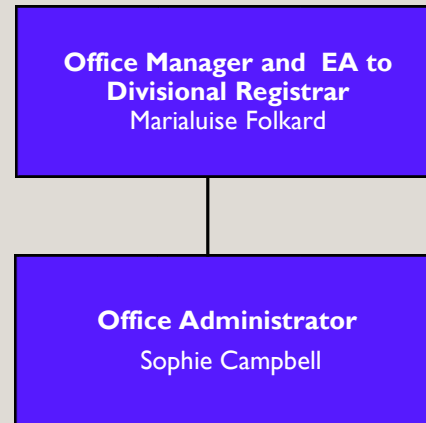 Office Manager and  EA to
Divisional Registrar
Marialuise Folkard
Office Administrator
Sophie Campbell